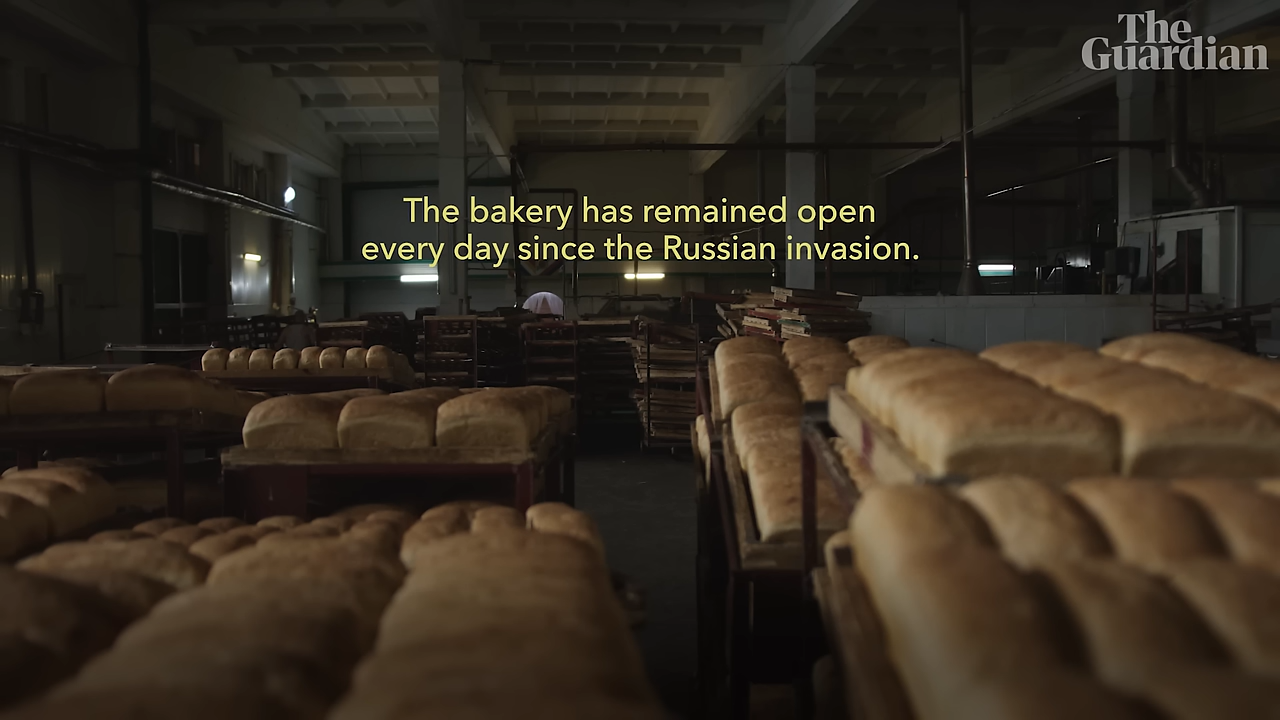 The
Guardian
The bakery has remained open
every day since the Russian invasion.